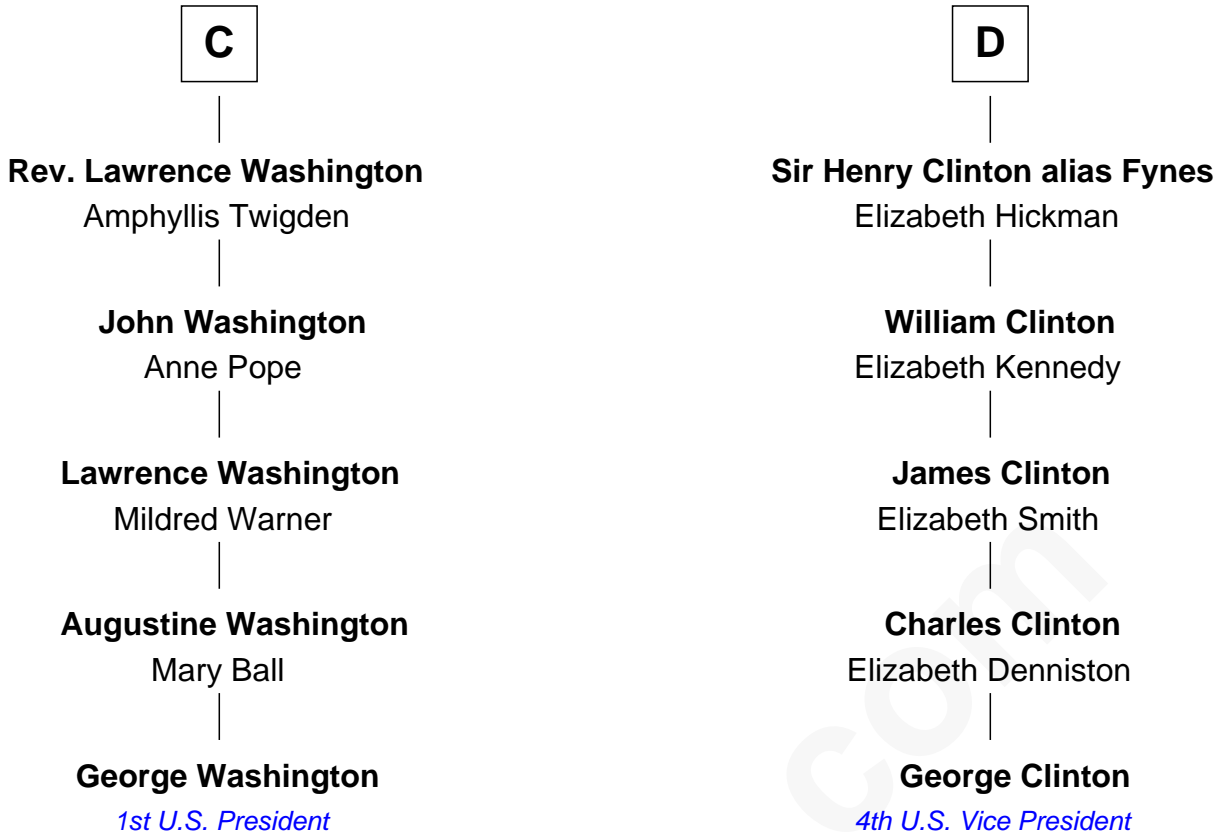 C
Rev. Lawrence Washington
Amphyllis Twigden
John Washington
Anne Pope
Lawrence Washington
Mildred Warner
Augustine Washington
Mary Ball
George Washington
1st U.S. President
D
Sir Henry Clinton alias Fynes
Elizabeth Hickman
William Clinton
Elizabeth Kennedy
James Clinton
Elizabeth Smith
Charles Clinton
Elizabeth Denniston
George Clinton
4th U.S. Vice President
com